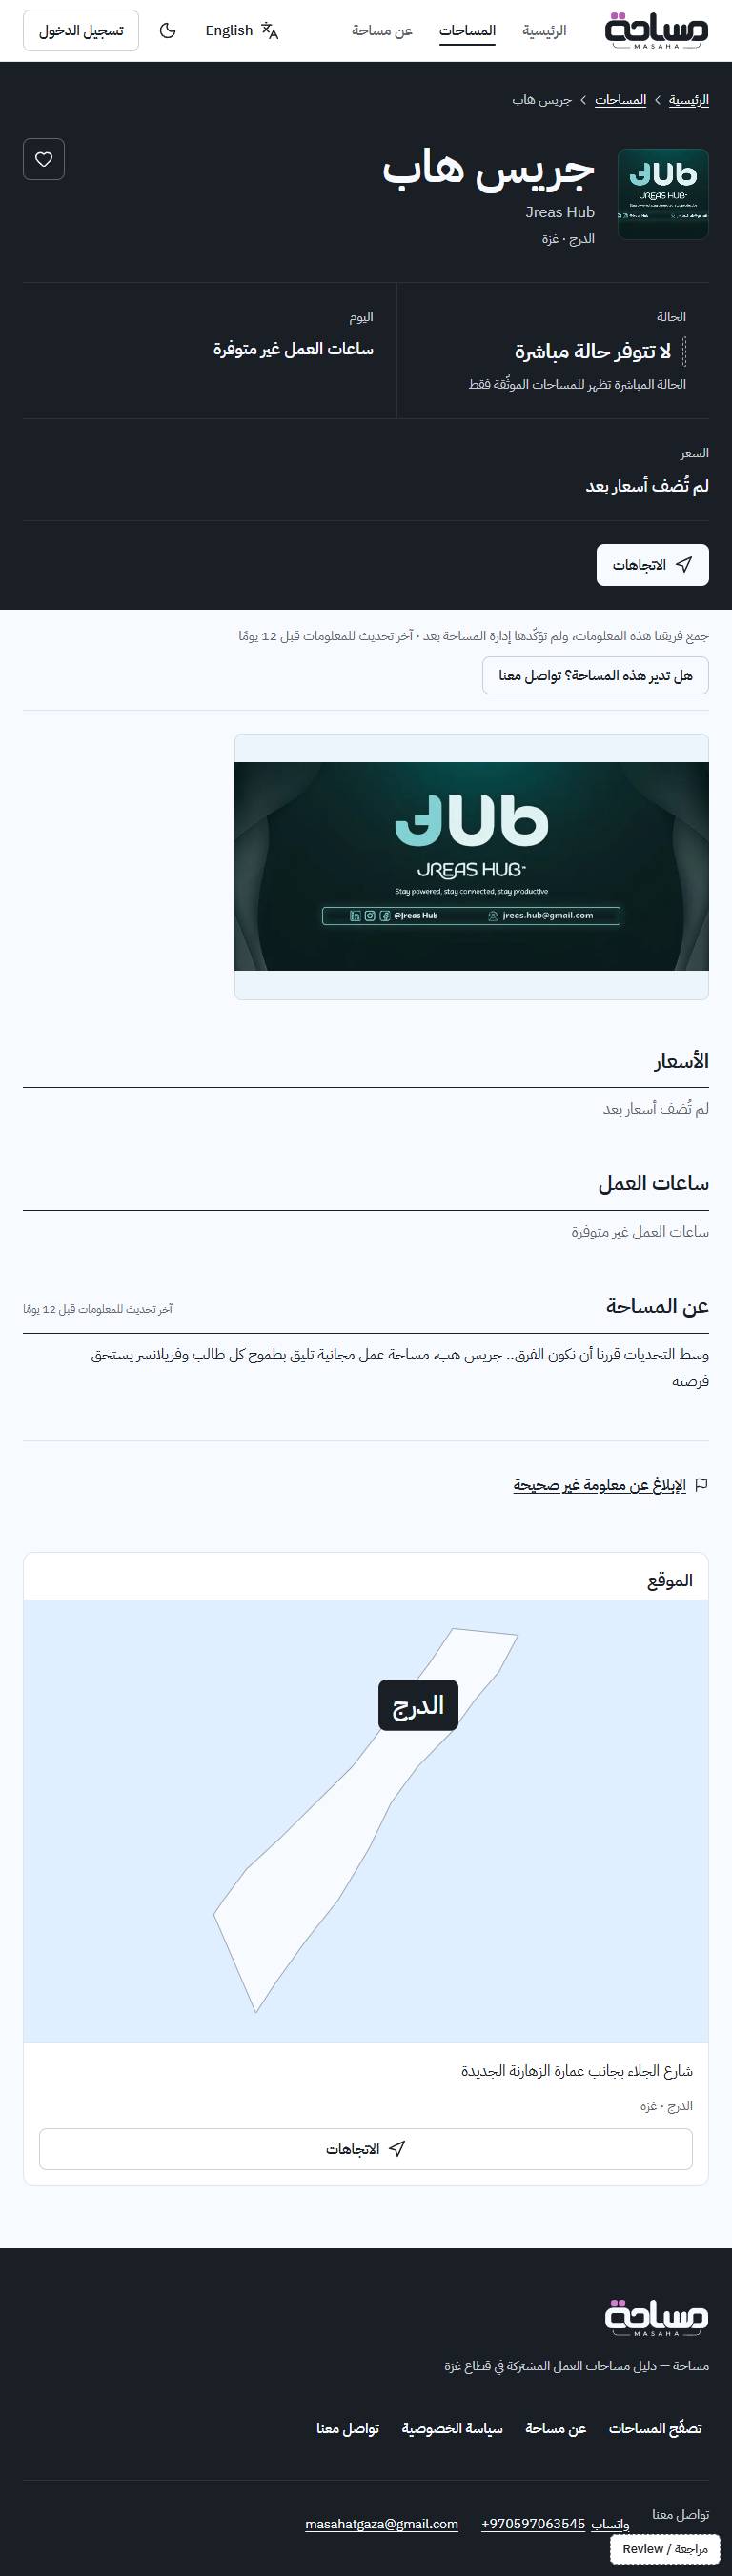 مساحة
MASAHA
الرئيسية
المساحات
عن مساحة
English
تسجيل الدخول
الرئيسية > المساحات > جريس هاب
جريس هاب
Jreas Hub
الدرج · غزة
JREAS HUB
الحالة
لا تتوفر حالة مباشرة
الحالة المباشرة تظهر للمساحات الموثّقة فقط
اليوم
ساعات العمل غير متوفرة
السعر
لم تُضف أسعار بعد
الاتجاهات
جمع فريقنا هذه المعلومات، ولم تؤكّدها إدارة المساحة بعد · آخر تحديث للمعلومات قبل 12 يومًا
هل تدير هذه المساحة؟ تواصل معنا
JREAS HUB
Stay powered, stay connected, stay productive
@Jreas Hub
jreas.hub@gmail.com
الأسعار
لم تُضف أسعار بعد
ساعات العمل
ساعات العمل غير متوفرة
عن المساحة
آخر تحديث للمعلومات قبل 12 يومًا
وسط التحديات قررنا أن نكون الفرق.. جريس هب، مساحة عمل مجانية تليق بطموح كل طالب وفريلانسر يستحق
فرصته
الإبلاغ عن معلومة غير صحيحة
الموقع
الدرج
شارع الجلاء بجانب عمارة الزهارنة الجديدة
الدرج · غزة
الاتجاهات
مساحة
MASAHA
مساحة — دليل مساحات العمل المشتركة في قطاع غزة
تصفّح المساحات
عن مساحة
سياسة الخصوصية
تواصل معنا
تواصل معنا
واتساب +970597063545
masahatgaza@gmail.com
مراجعة / Review